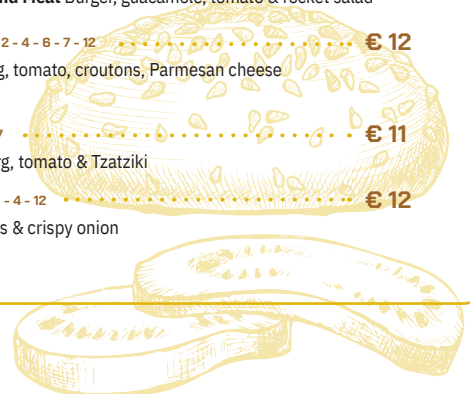 Burger, guacamole, tomato & rocket salad
2 - 4 - 6 - 7 - 12 € 12
tomato, croutons, Parmesan cheese
7 € 11
tomato & Tzatziki
- 4 - 12 € 12
& crispy onion